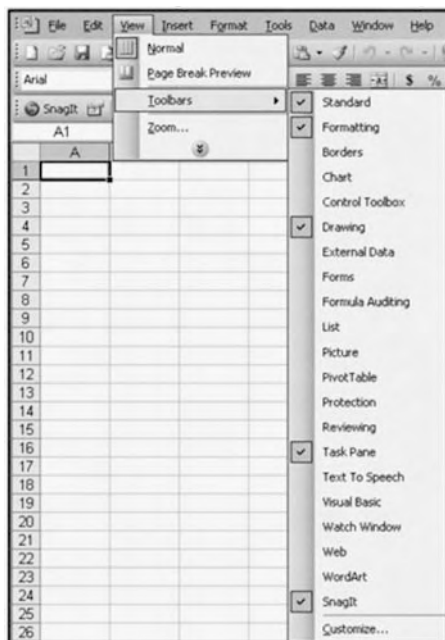 File Edit View Insert Format Tools Data Window Help
Normal
Page Break Preview
Arial
$ %
Toolbars
Standard
SnagIt
Zoom...
Formatting
A1
Borders
A
Chart
Control Toolbox
Drawing
External Data
Forms
Formula Auditing
List
Picture
PivotTable
Protection
Reviewing
Task Pane
Text To Speech
Visual Basic
Watch Window
Web
WordArt
SnagIt
Customize...
1
2
3
4
5
6
7
8
9
10
11
12
13
14
15
16
17
18
19
20
21
22
23
24
25
26